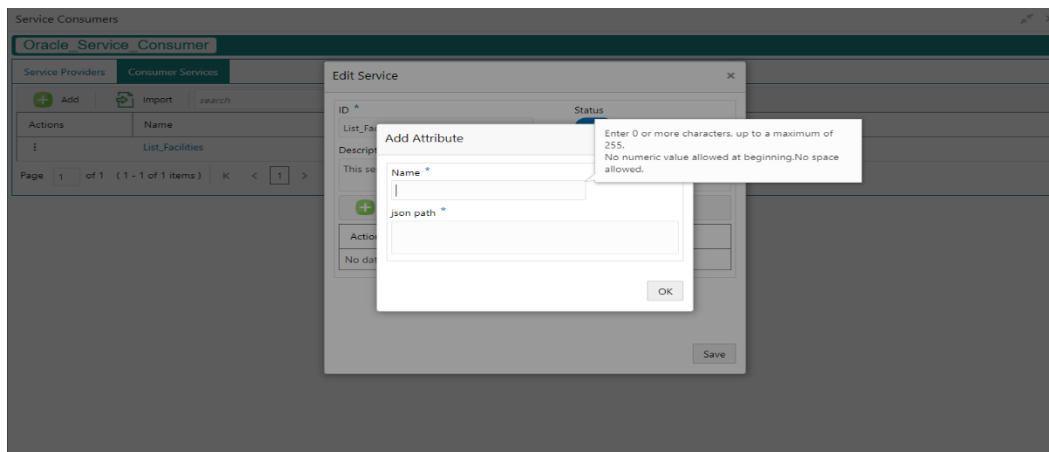 Service Consumers
Oracle_Service_Consumer
Service Providers Consumer Services
Add Import search
Actions Name
List_Facilities
Page 1 of 1 (1 - 1 of 1 items) K < 1 >
Edit Service ×
ID * Status
Descript
This se
Actio
No dat
Add Attribute
Name *
json path *
OK
Enter 0 or more characters, up to a maximum of
255.
No numeric value allowed at beginning.No space
allowed.
Save